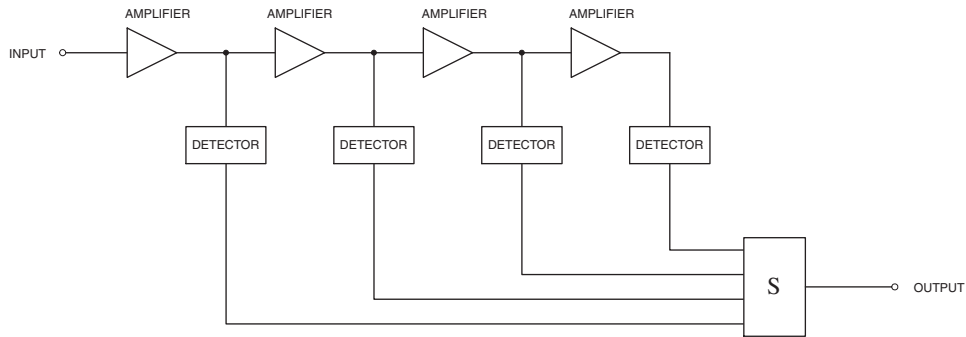 AMPLIFIER AMPLIFIER AMPLIFIER AMPLIFIER
INPUT
DETECTOR DETECTOR DETECTOR DETECTOR
S
OUTPUT